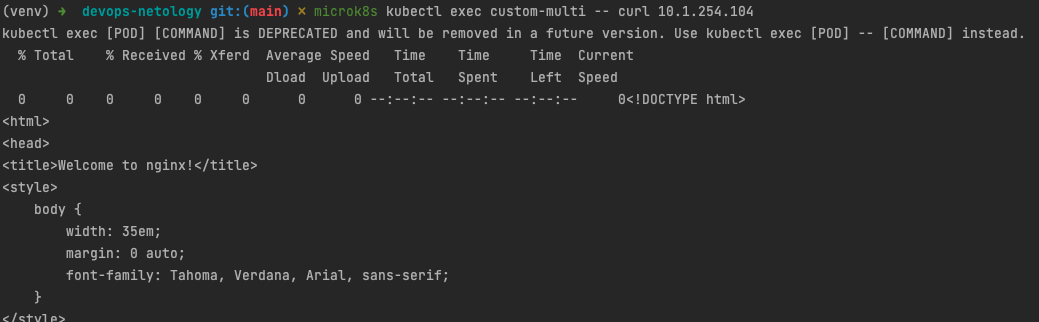 (venv) ➜  devops-netology git:(main) ✗ microk8s kubectl exec custom-multi -- curl 10.1.254.104
kubectl exec [POD] [COMMAND] is DEPRECATED and will be removed in a future version. Use kubectl exec [POD] -- [COMMAND] instead.
  % Total    % Received % Xferd  Average Speed   Time    Time     Time  Current
                                 Dload  Upload   Total   Spent    Left  Speed
  0     0    0     0    0     0      0      0 --:--:-- --:--:-- --:--:--     0<!DOCTYPE html>
<html>
<head>
<title>Welcome to nginx!</title>
<style>
    body {
        width: 35em;
        margin: 0 auto;
        font-family: Tahoma, Verdana, Arial, sans-serif;
    }
</style>